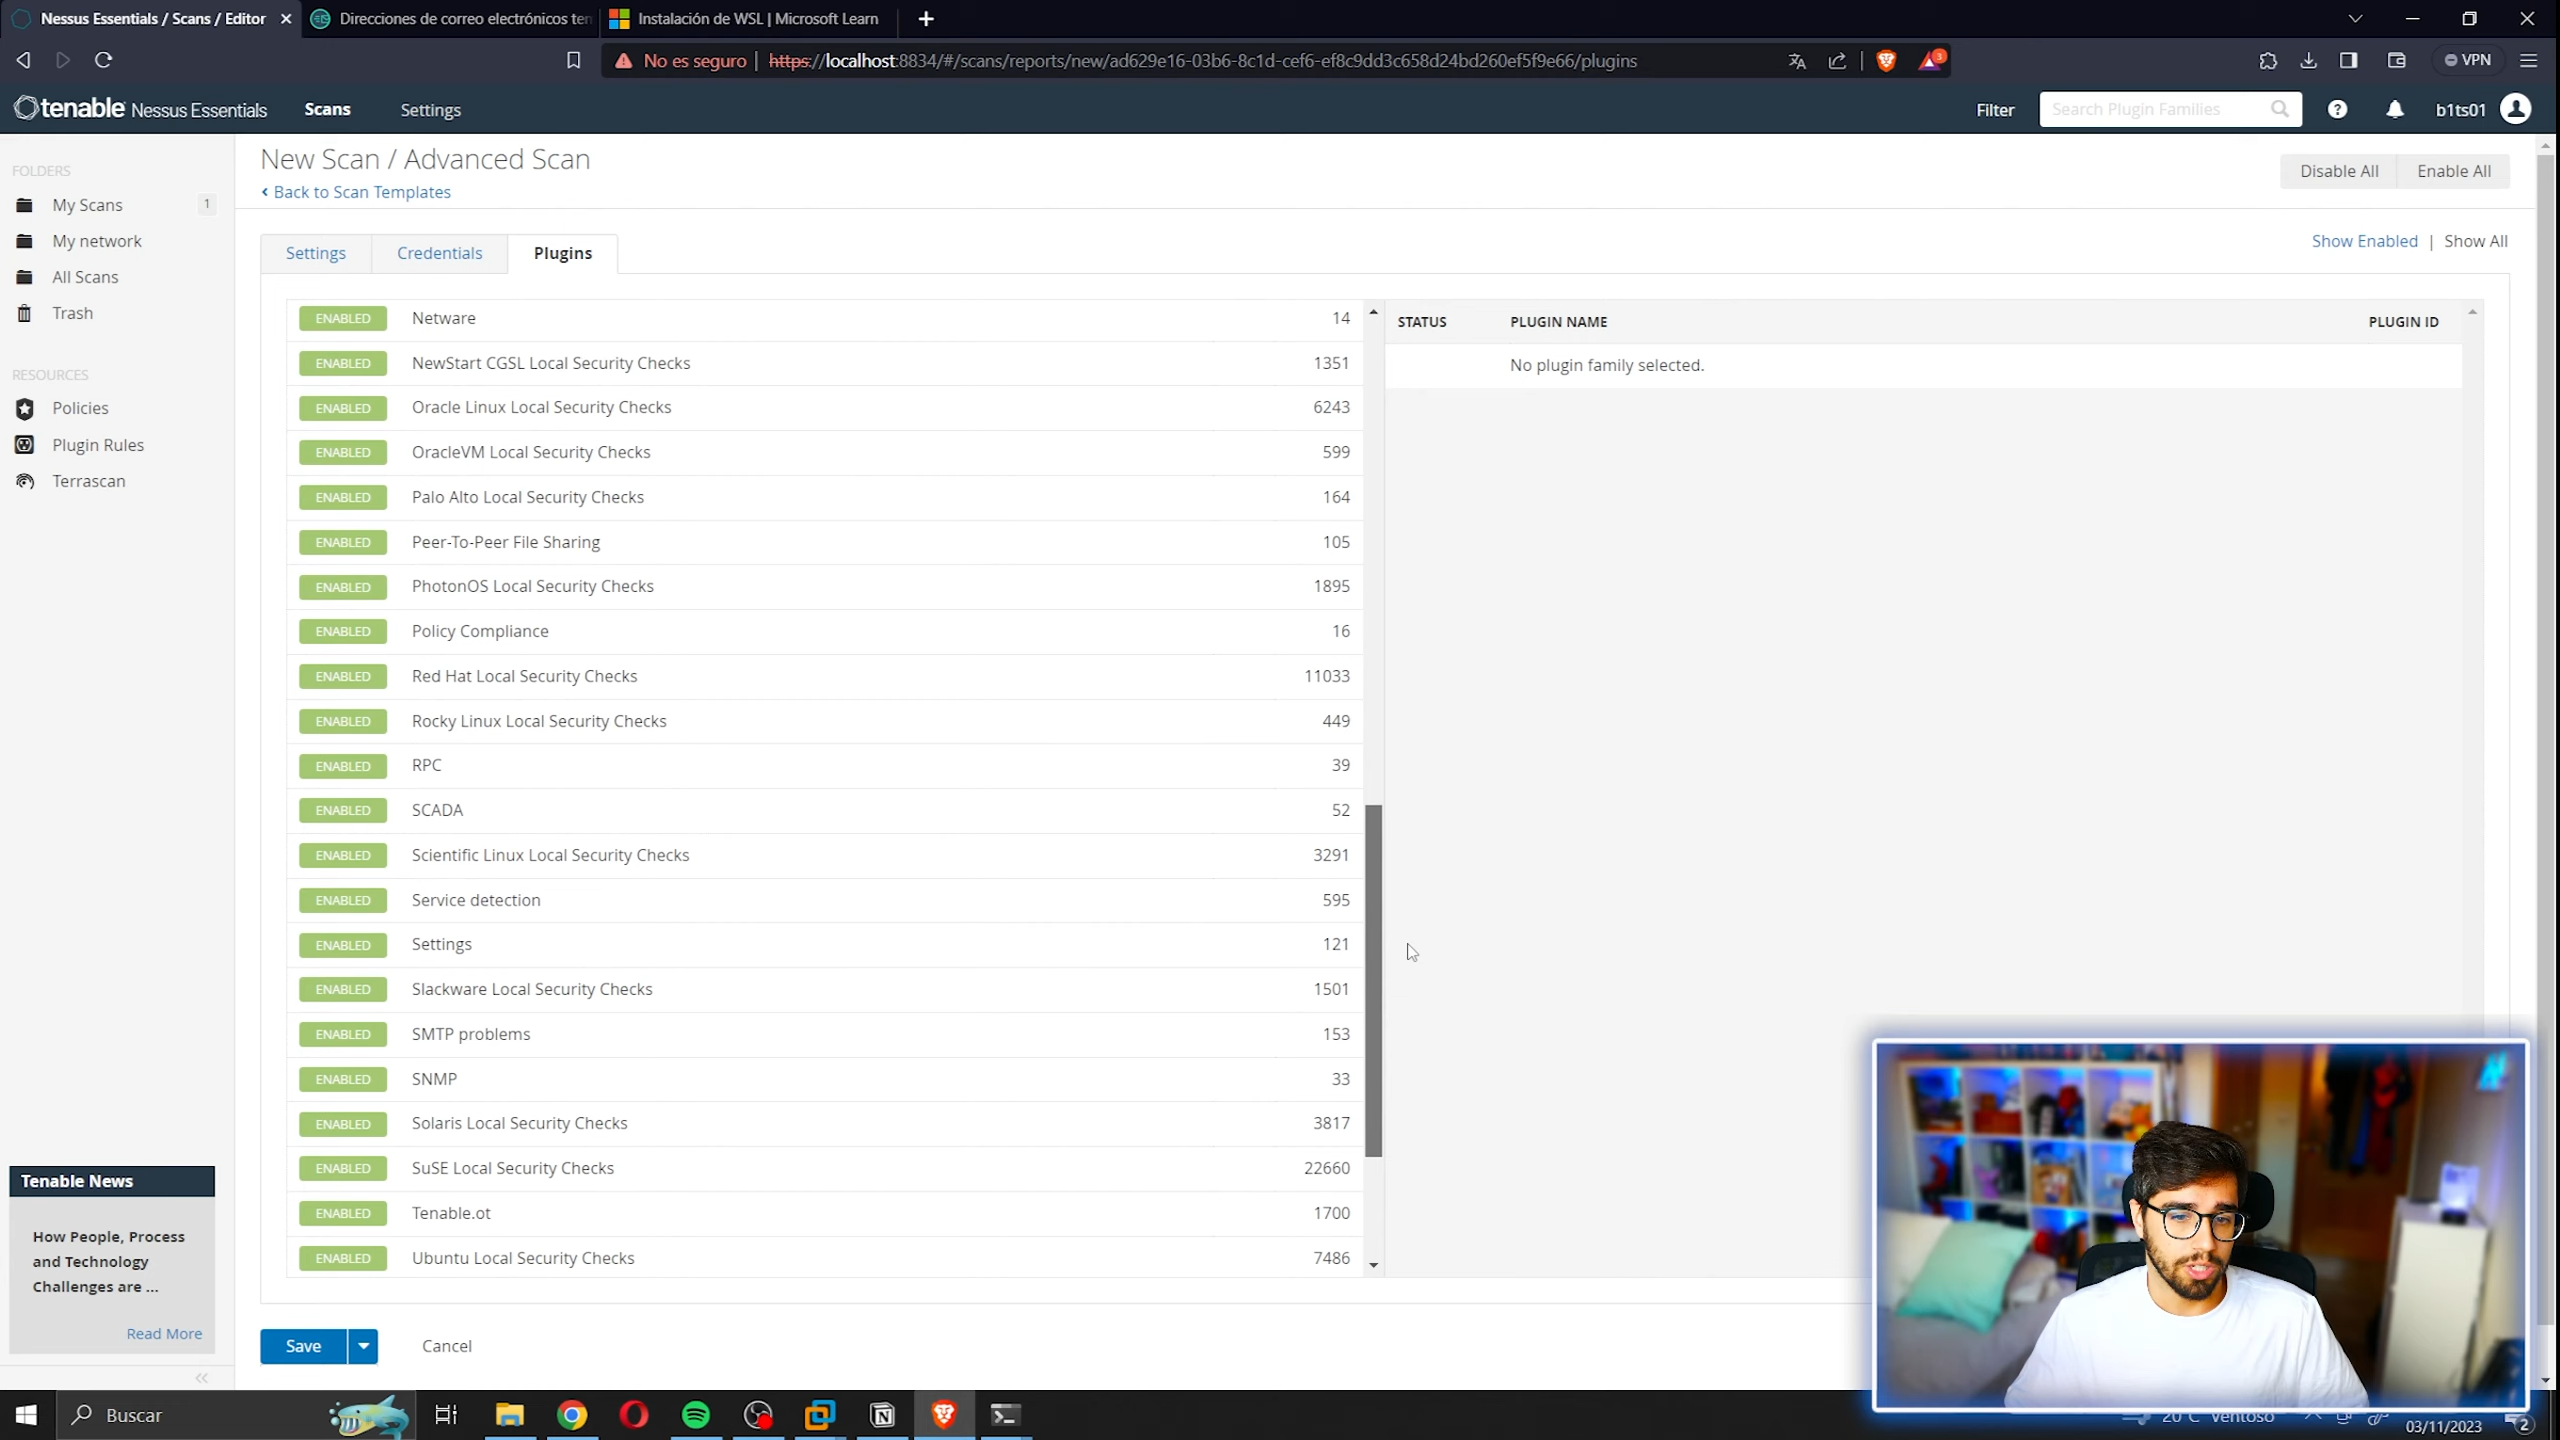 Nessus Essentials / Scans / Editor
Direcciones de correo electrónicos ten
Instalación de WSL | Microsoft Learn
No es seguro
https://localhost:8834/#/scans/reports/new/ad629e16-03b6-8c1d-cef6-ef8c9dd3c658d24bd260ef5f9e66/plugins
3
VPN
tenable Nessus Essentials
Scans
Settings
Filter
Search Plugin Families
b1ts01
FOLDERS
My Scans 1
My network
All Scans
Trash
RESOURCES
Policies
Plugin Rules
Terrascan
New Scan / Advanced Scan
Back to Scan Templates
Disable All
Enable All
Settings
Credentials
Plugins
Show Enabled | Show All
ENABLED Netware 14
ENABLED NewStart CGSL Local Security Checks 1351
ENABLED Oracle Linux Local Security Checks 6243
ENABLED OracleVM Local Security Checks 599
ENABLED Palo Alto Local Security Checks 164
ENABLED Peer-To-Peer File Sharing 105
ENABLED PhotonOS Local Security Checks 1895
ENABLED Policy Compliance 16
ENABLED Red Hat Local Security Checks 11033
ENABLED Rocky Linux Local Security Checks 449
ENABLED RPC 39
ENABLED SCADA 52
ENABLED Scientific Linux Local Security Checks 3291
ENABLED Service detection 595
ENABLED Settings 121
ENABLED Slackware Local Security Checks 1501
ENABLED SMTP problems 153
ENABLED SNMP 33
ENABLED Solaris Local Security Checks 3817
ENABLED SuSE Local Security Checks 22660
ENABLED Tenable.ot 1700
ENABLED Ubuntu Local Security Checks 7486
STATUS PLUGIN NAME PLUGIN ID
No plugin family selected.
Tenable News
How People, Process
and Technology
Challenges are ...
Read More
Save
Cancel
Buscar
20°C Ventoso
03/11/2023
2